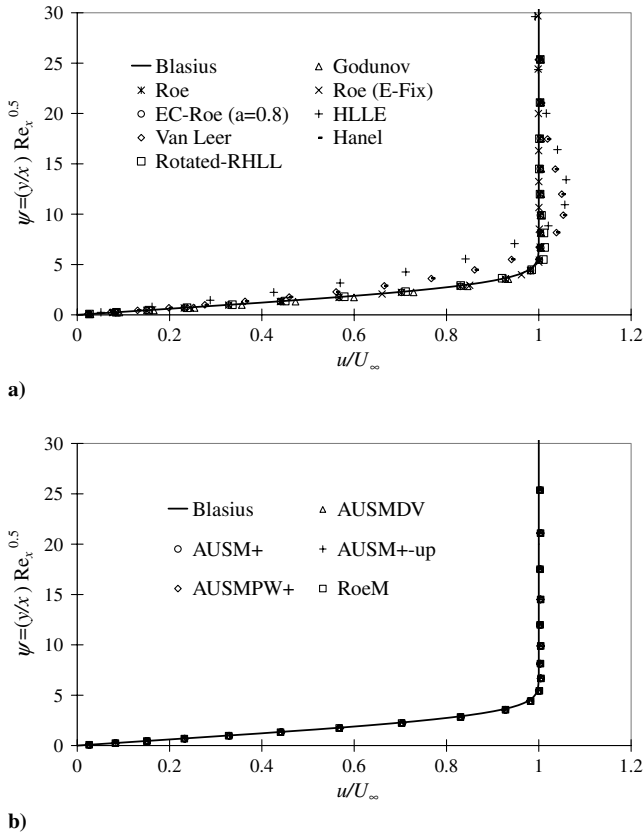 30
25
20
15
10
5
0
ψ=(y/x) Re_x^0.5
Blasius
Godunov
Roe
Roe (E-Fix)
EC-Roe (a=0.8)
HLLE
Van Leer
Hanel
Rotated-RHLL
0 0.2 0.4 0.6 0.8 1 1.2
u/U_∞
a)
30
25
20
15
10
5
0
ψ=(y/x) Re_x^0.5
Blasius
AUSMDV
AUSM+
AUSM+-up
AUSMPW+
RoeM
0 0.2 0.4 0.6 0.8 1 1.2
u/U_∞
b)